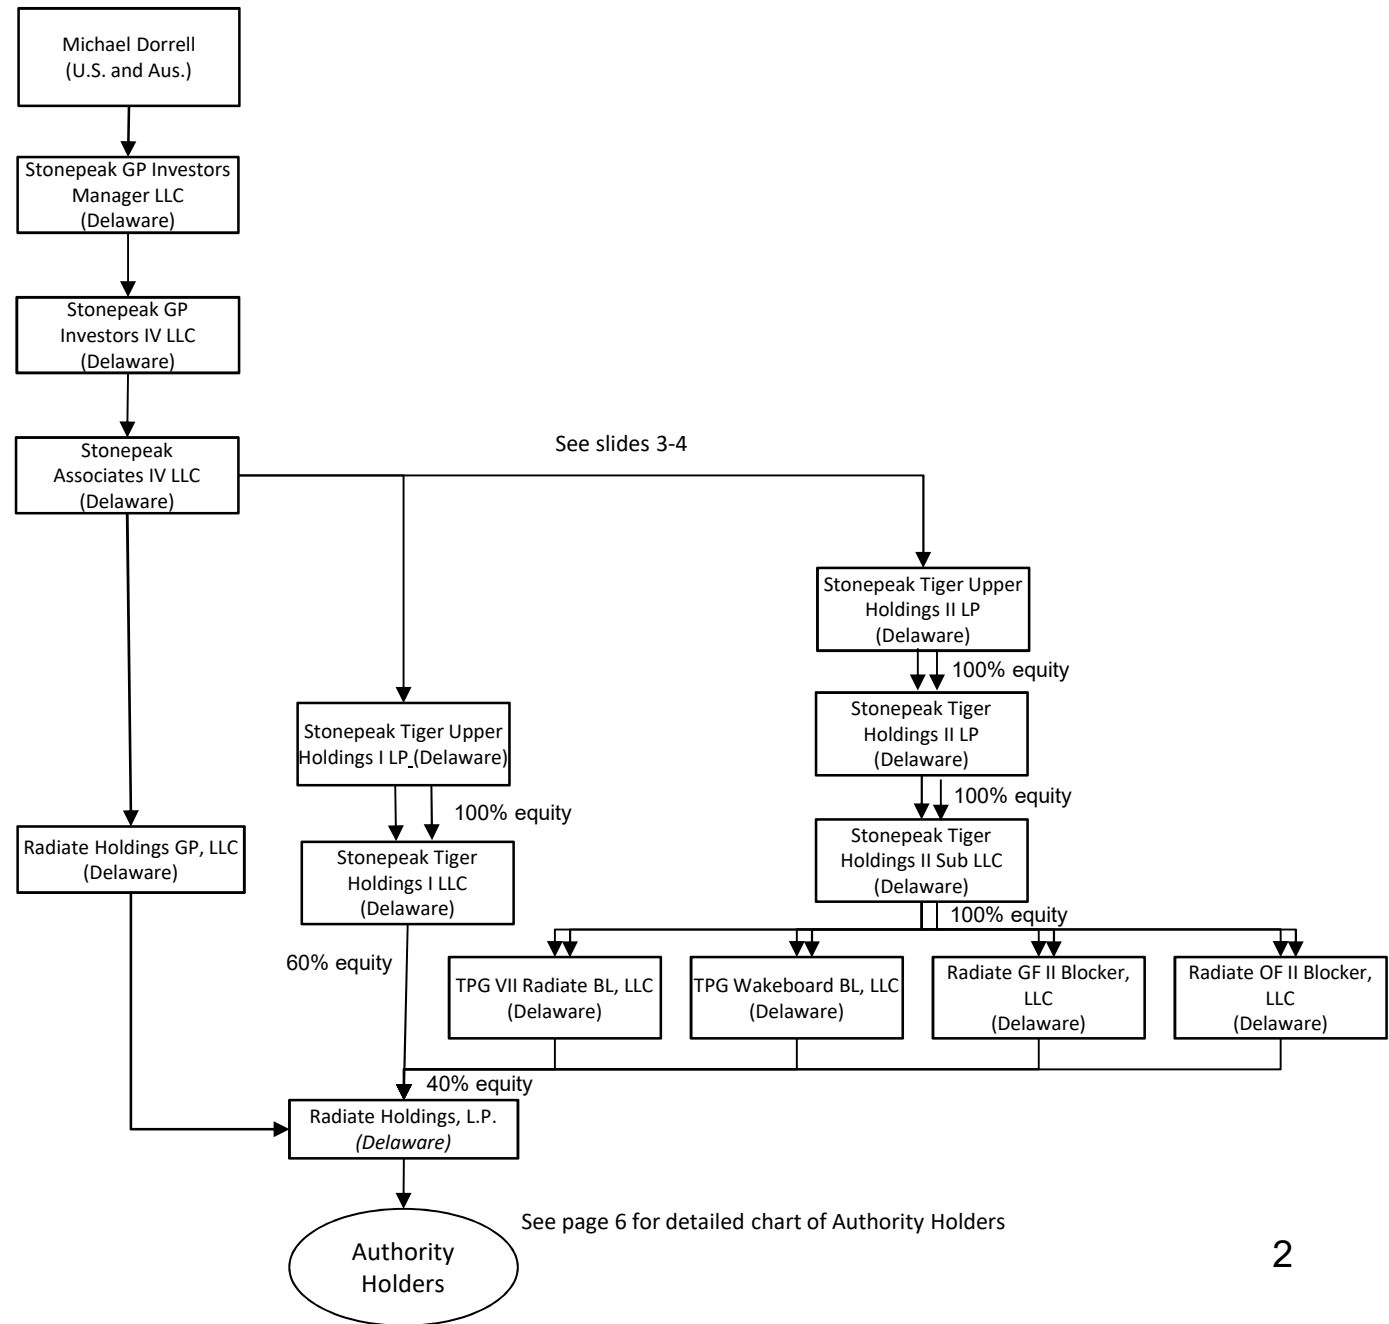 Michael Dorrell
(U.S. and Aus.)
Stonepeak GP Investors
Manager LLC
(Delaware)
Stonepeak GP
Investors IV LLC
(Delaware)
Stonepeak
Associates IV LLC
(Delaware)
See slides 3-4
Stonepeak Tiger Upper
Holdings II LP
(Delaware)
100% equity
Stonepeak Tiger
Holdings II LP
(Delaware)
100% equity
Stonepeak Tiger Upper
Holdings I LP (Delaware)
100% equity
Stonepeak Tiger
Holdings II Sub LLC
(Delaware)
100% equity
Radiate Holdings GP, LLC
(Delaware)
Stonepeak Tiger
Holdings I LLC
(Delaware)
60% equity
TPG VII Radiate BL, LLC
(Delaware)
TPG Wakeboard BL, LLC
(Delaware)
Radiate GF II Blocker,
LLC
(Delaware)
Radiate OF II Blocker,
LLC
(Delaware)
40% equity
Radiate Holdings, L.P.
(Delaware)
See page 6 for detailed chart of Authority Holders
Authority
Holders
2